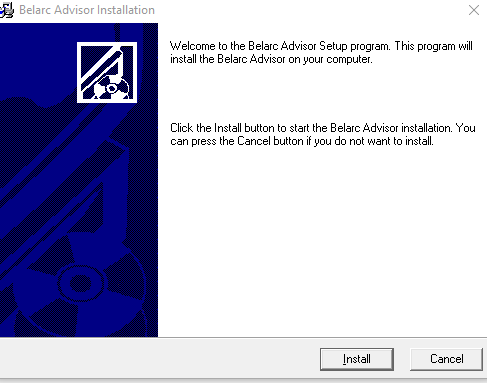 Belarc Advisor Installation
Welcome to the Belarc Advisor Setup program. This program will
install the Belarc Advisor on your computer.
Click the Install button to start the Belarc Advisor installation. You
can press the Cancel button if you do not want to install.
Install
Cancel